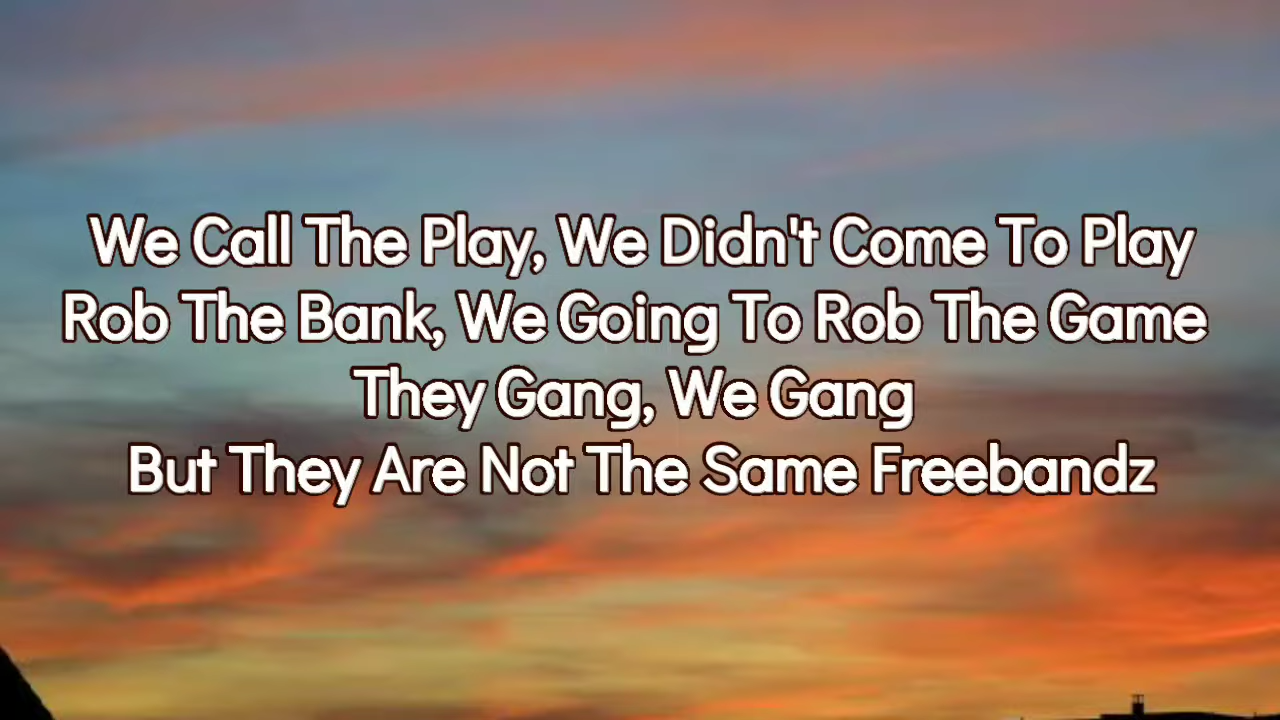 We Call The Play, We Didn't Come To Play
Rob The Bank, We Going To Rob The Game
They Gang, We Gang
But They Are Not The Same Freebandz